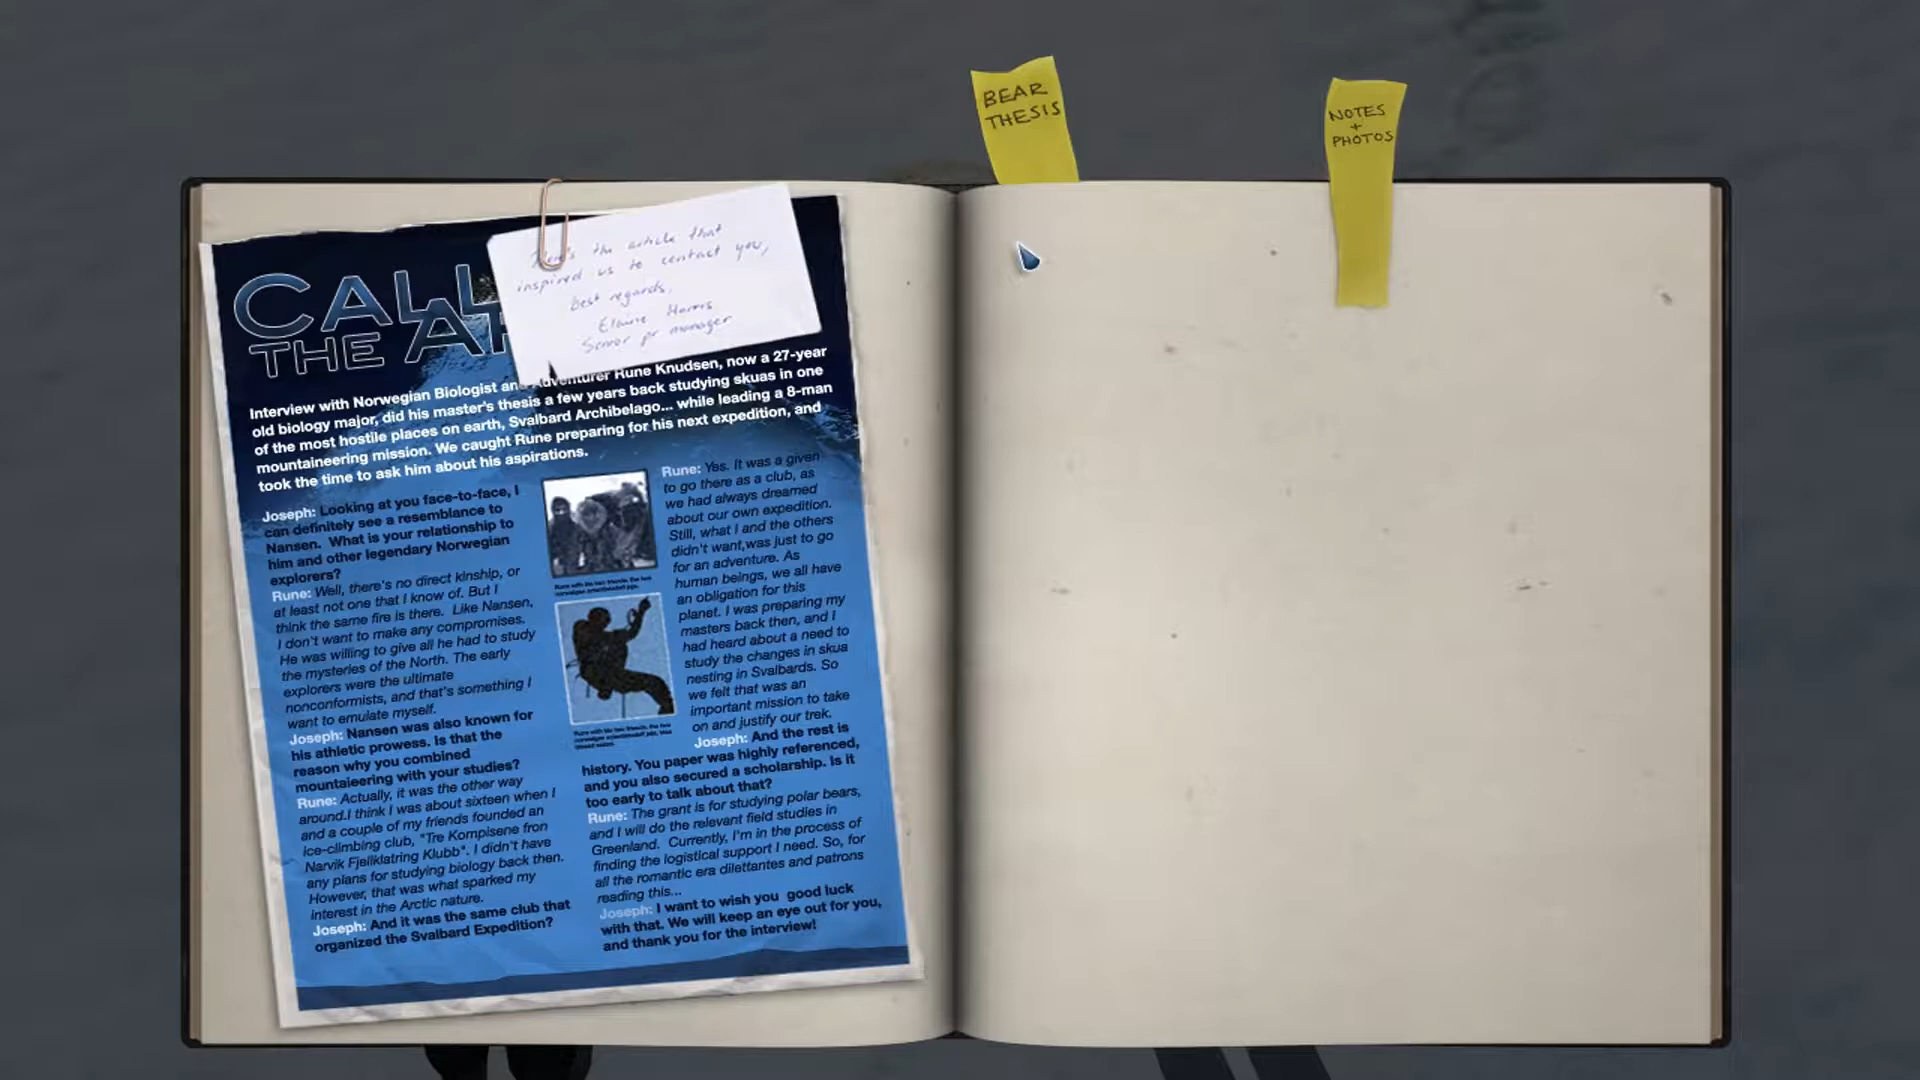 BEAR
THESIS
NOTES
+
PHOTOS
Here's the article that
inspired us to contact you,
best regards,
Elaine Harris
Senior pr manager
CALL
THE AR
Interview with Norwegian Biologist and Adventurer Rune Knudsen, now a 27-year
old biology major, did his master's thesis a few years back studying skuas in one
of the most hostile places on earth, Svalbard Archibelago... while leading a 8-man
mountaineering mission. We caught Rune preparing for his next expedition, and
took the time to ask him about his aspirations.
Joseph: Looking at you face-to-face, I
can definitely see a resemblance to
Nansen. What is your relationship to
him and other legendary Norwegian
explorers?
Rune: Well, there's no direct kinship, or
at least not one that I know of. But I
think the same fire is there. Like Nansen,
I don't want to make any compromises.
He was willing to give all he had to study
the mysteries of the North. The early
explorers were the ultimate
nonconformists, and that's something I
want to emulate myself.
Joseph: Nansen was also known for
his athletic prowess. Is that the
reason why you combined
mountaieering with your studies?
Rune: Actually, it was the other way
around.I think I was about sixteen when I
and a couple of my friends founded an
ice-climbing club, "Tre Kompisene fron
Narvik Fjellklatring Klubb". I didn't have
any plans for studying biology back then.
However, that was what sparked my
interest in the Arctic nature.
Joseph: And it was the same club that
organized the Svalbard Expedition?
Rune: Yes. It was a given
to go there as a club, as
we had always dreamed
about our own expedition.
Still, what I and the others
didn't want,was just to go
for an adventure. As
human beings, we all have
an obligation for this
planet. I was preparing my
masters back then, and I
had heard about a need to
study the changes in skua
nesting in Svalbards. So
we felt that was an
important mission to take
on and justify our trek.
Joseph: And the rest is
history. You paper was highly referenced,
and you also secured a scholarship. Is it
too early to talk about that?
Rune: The grant is for studying polar bears,
and I will do the relevant field studies in
Greenland. Currently, I'm in the process of
finding the logistical support I need. So, for
all the romantic era dilettantes and patrons
reading this...
Joseph: I want to wish you good luck
with that. We will keep an eye out for you,
and thank you for the interview!